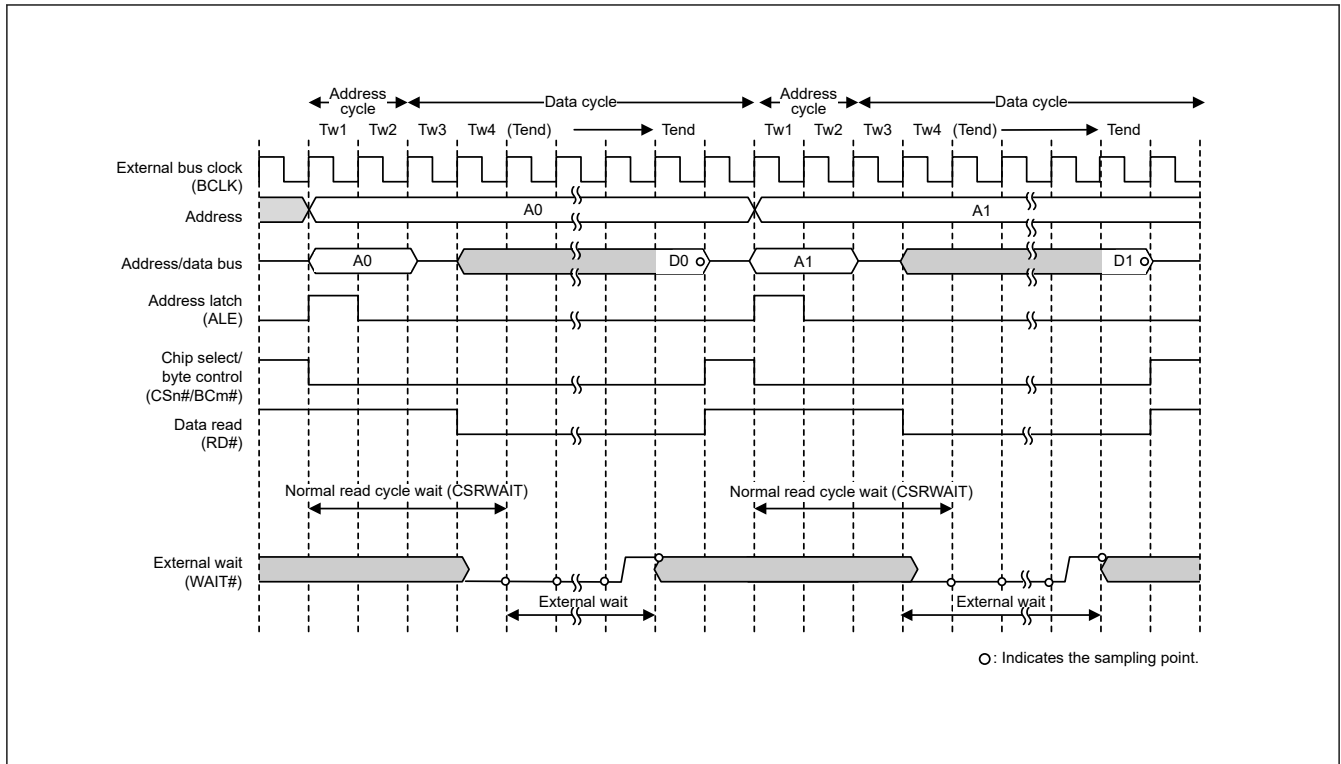 Address
cycle
Data cycle
Address
cycle
Data cycle
Tw1 Tw2 Tw3 Tw4 (Tend) Tend Tw1 Tw2 Tw3 Tw4 (Tend) Tend
External bus clock
(BCLK)
Address
A0
A1
Address/data bus
A0
D0
A1
D1
Address latch
(ALE)
Chip select/
byte control
(CSn#/BCm#)
Data read
(RD#)
Normal read cycle wait (CSRWAIT)
Normal read cycle wait (CSRWAIT)
External wait
(WAIT#)
External wait
External wait
: Indicates the sampling point.